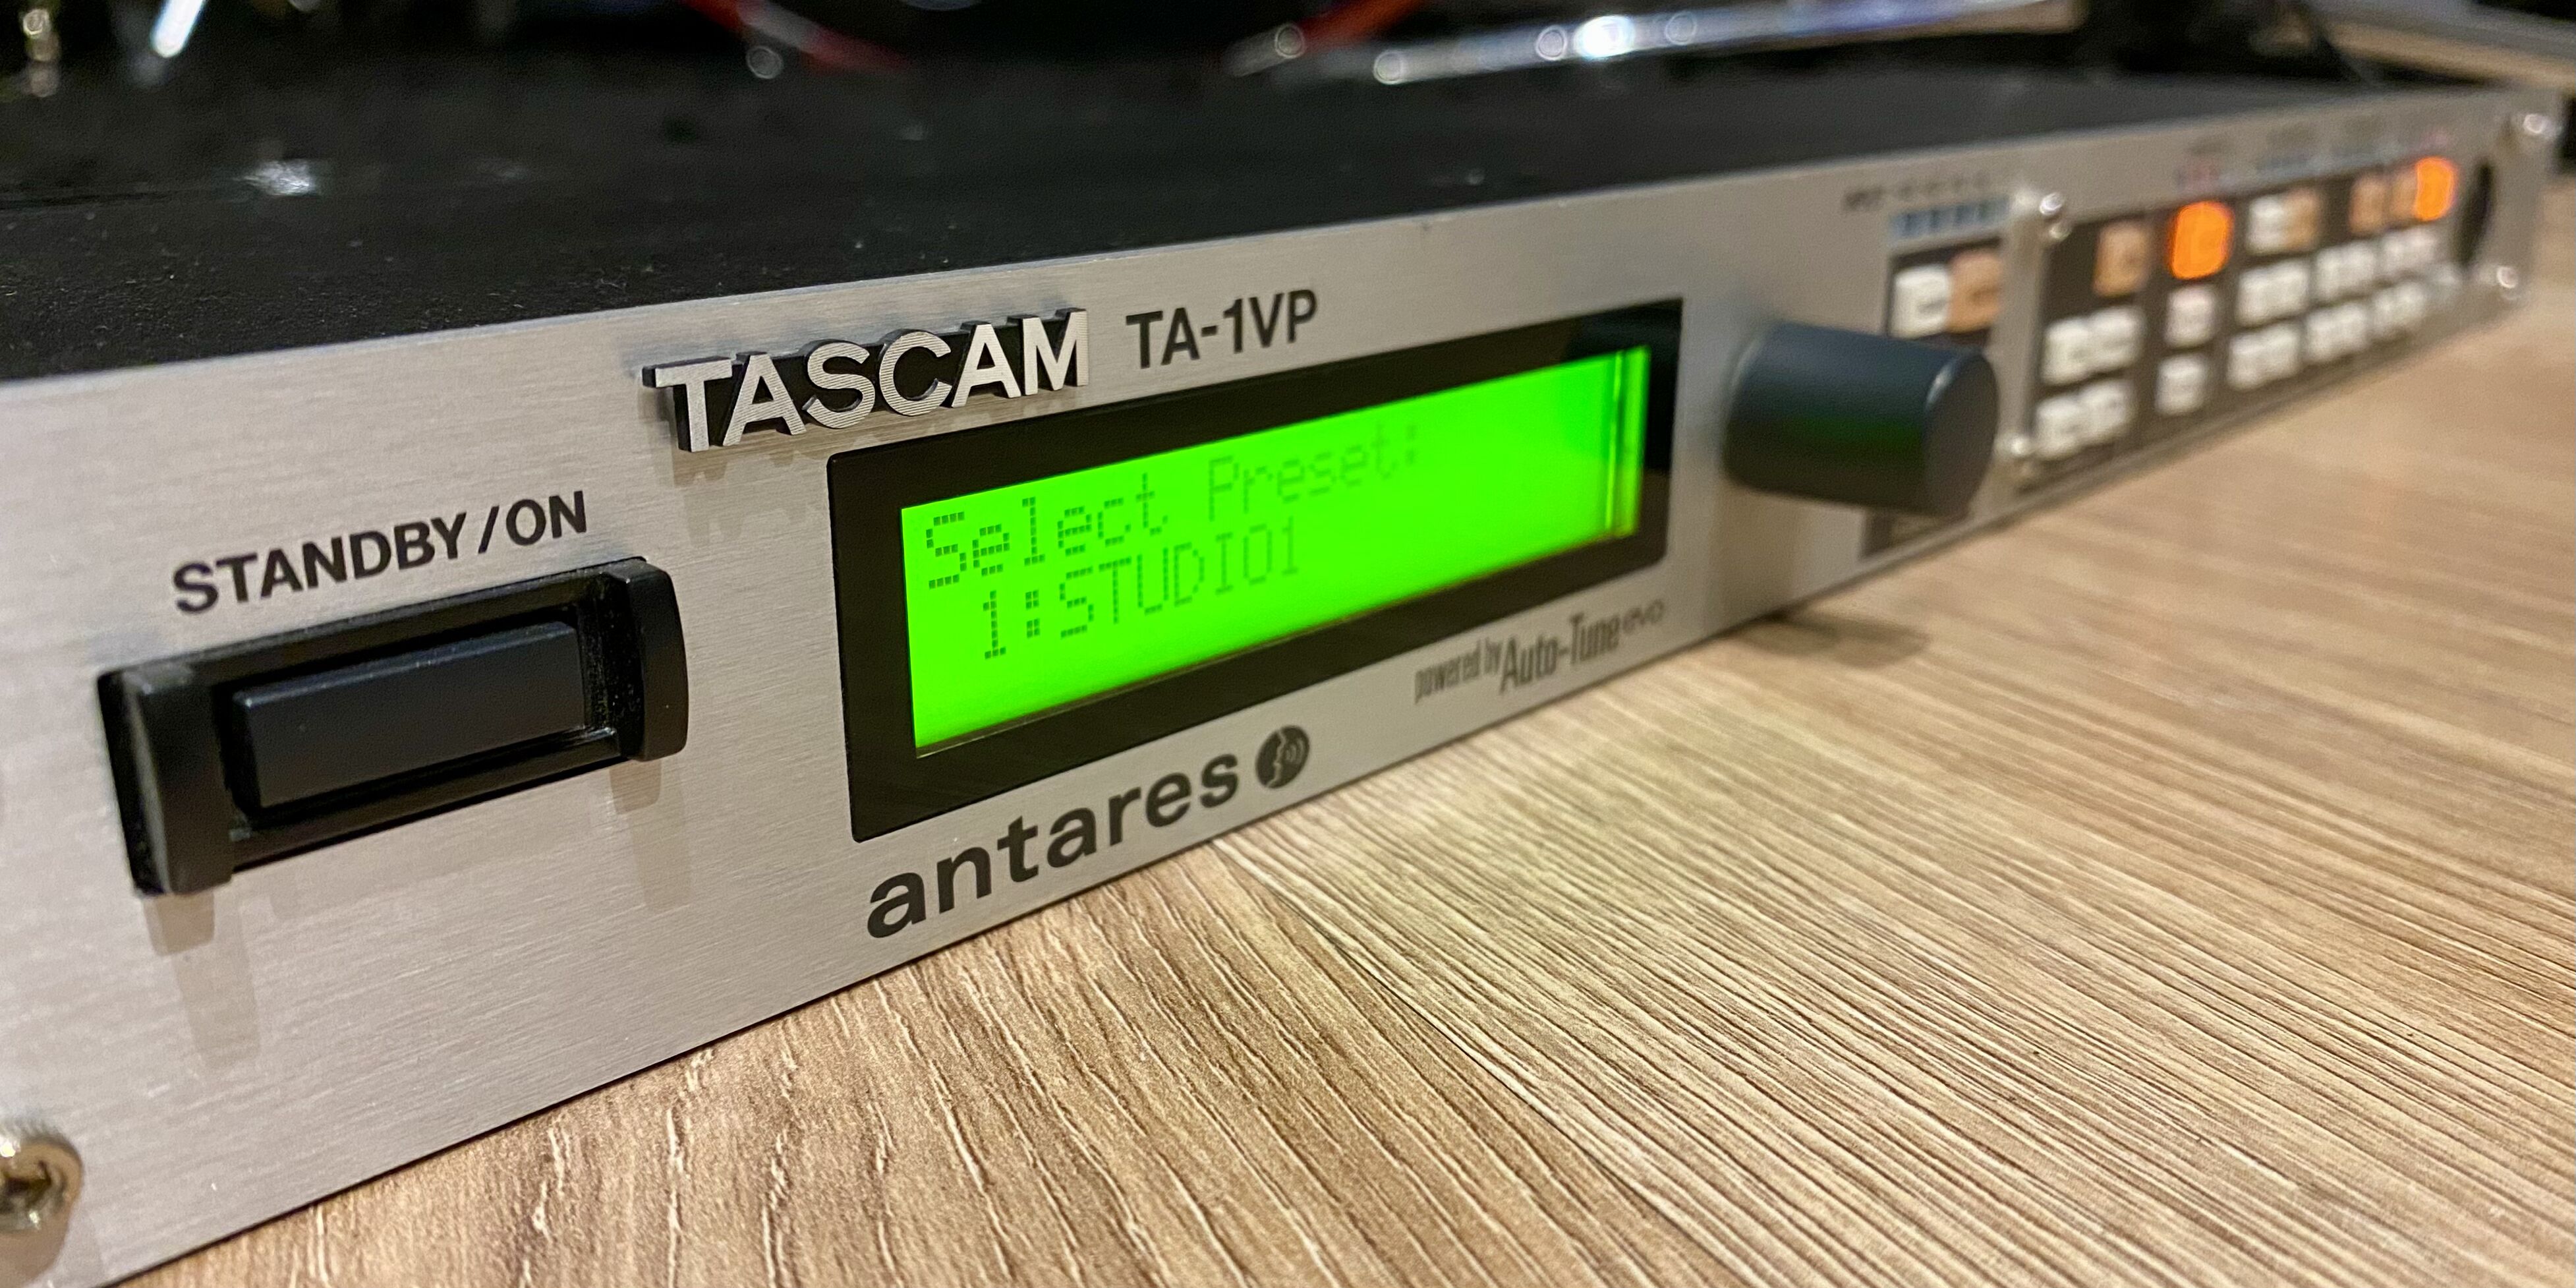 TASCAM TA-1VP
STANDBY/ON
Select Preset:
1:STUDIO1
powered by Auto-Tune evo
antares